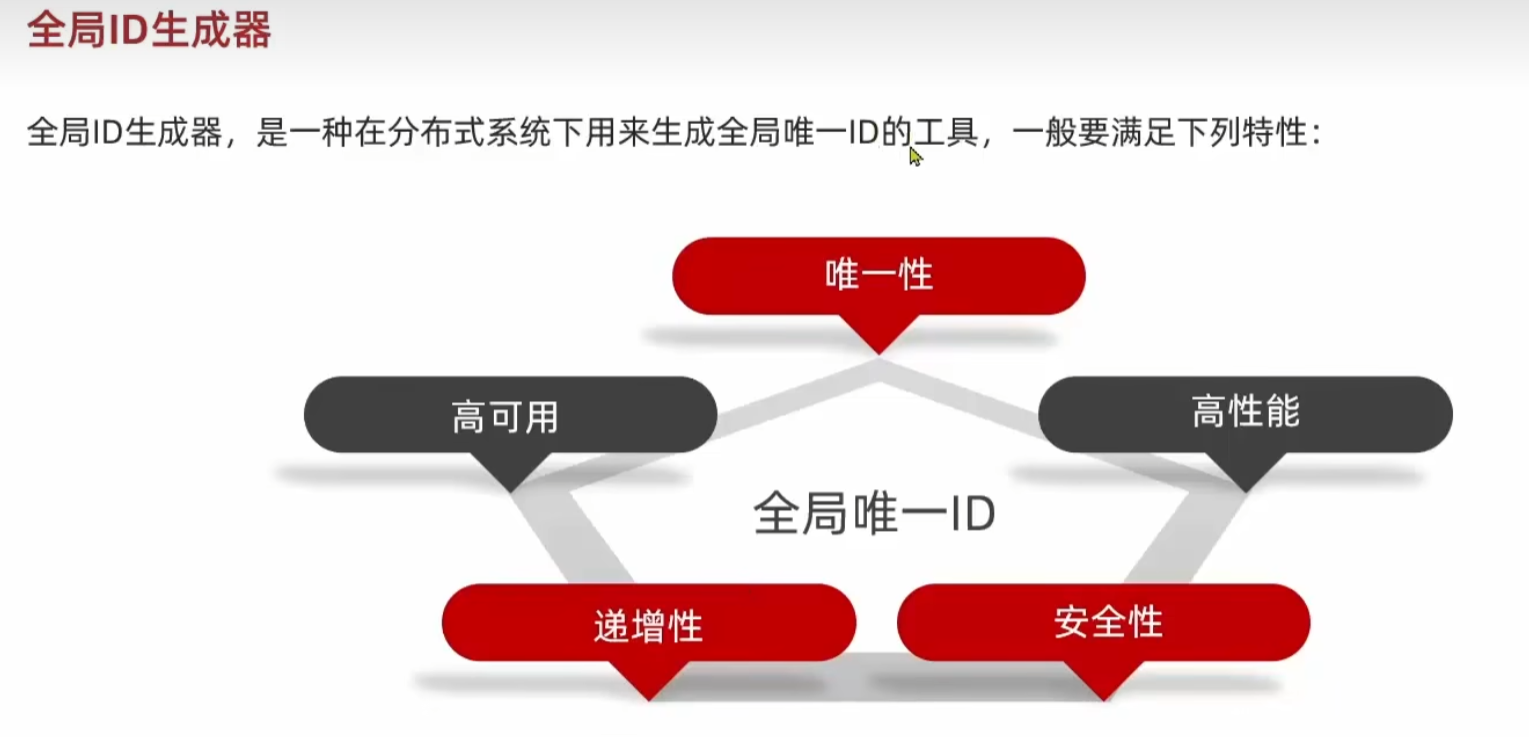 全局ID生成器
全局ID生成器，是一种在分布式系统下用来生成全局唯一ID的工具，一般要满足下列特性：
唯一性
高可用
高性能
全局唯一ID
递增性
安全性